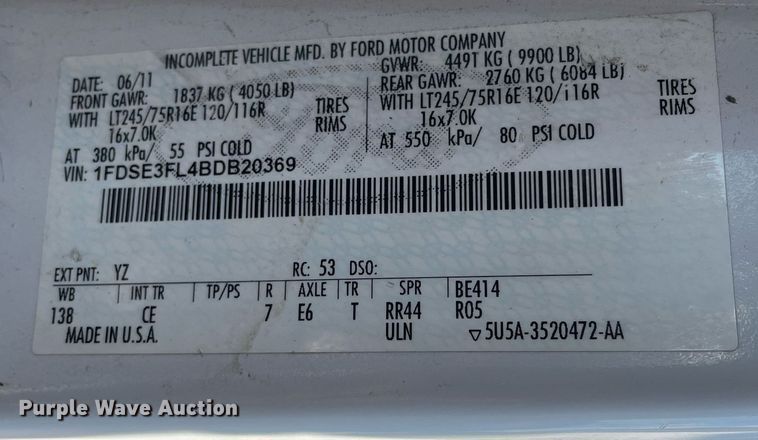 INCOMPLETE VEHICLE MFD. BY FORD MOTOR COMPANY
DATE: 06/11 GVWR: 4491 KG ( 9900 LB)
FRONT GAWR: 1837 KG ( 4050 LB) REAR GAWR: 2760 KG ( 6084 LB)
WITH LT245/75R16E 120/116R TIRES WITH LT245/75R16E 120/116R TIRES
16x7.0K RIMS 16x7.0K RIMS
AT 380 kPa/ 55 PSI COLD AT 550 kPa/ 80 PSI COLD
VIN: 1FDSE3FL4BDB20369
EXT PNT: YZ RC: 53 DSO:
WB INT TR TP/PS R AXLE TR SPR BE414
138 CE 7 E6 T RR44 R05
MADE IN U.S.A. ULN ▽5U5A-3520472-AA
Purple Wave Auction